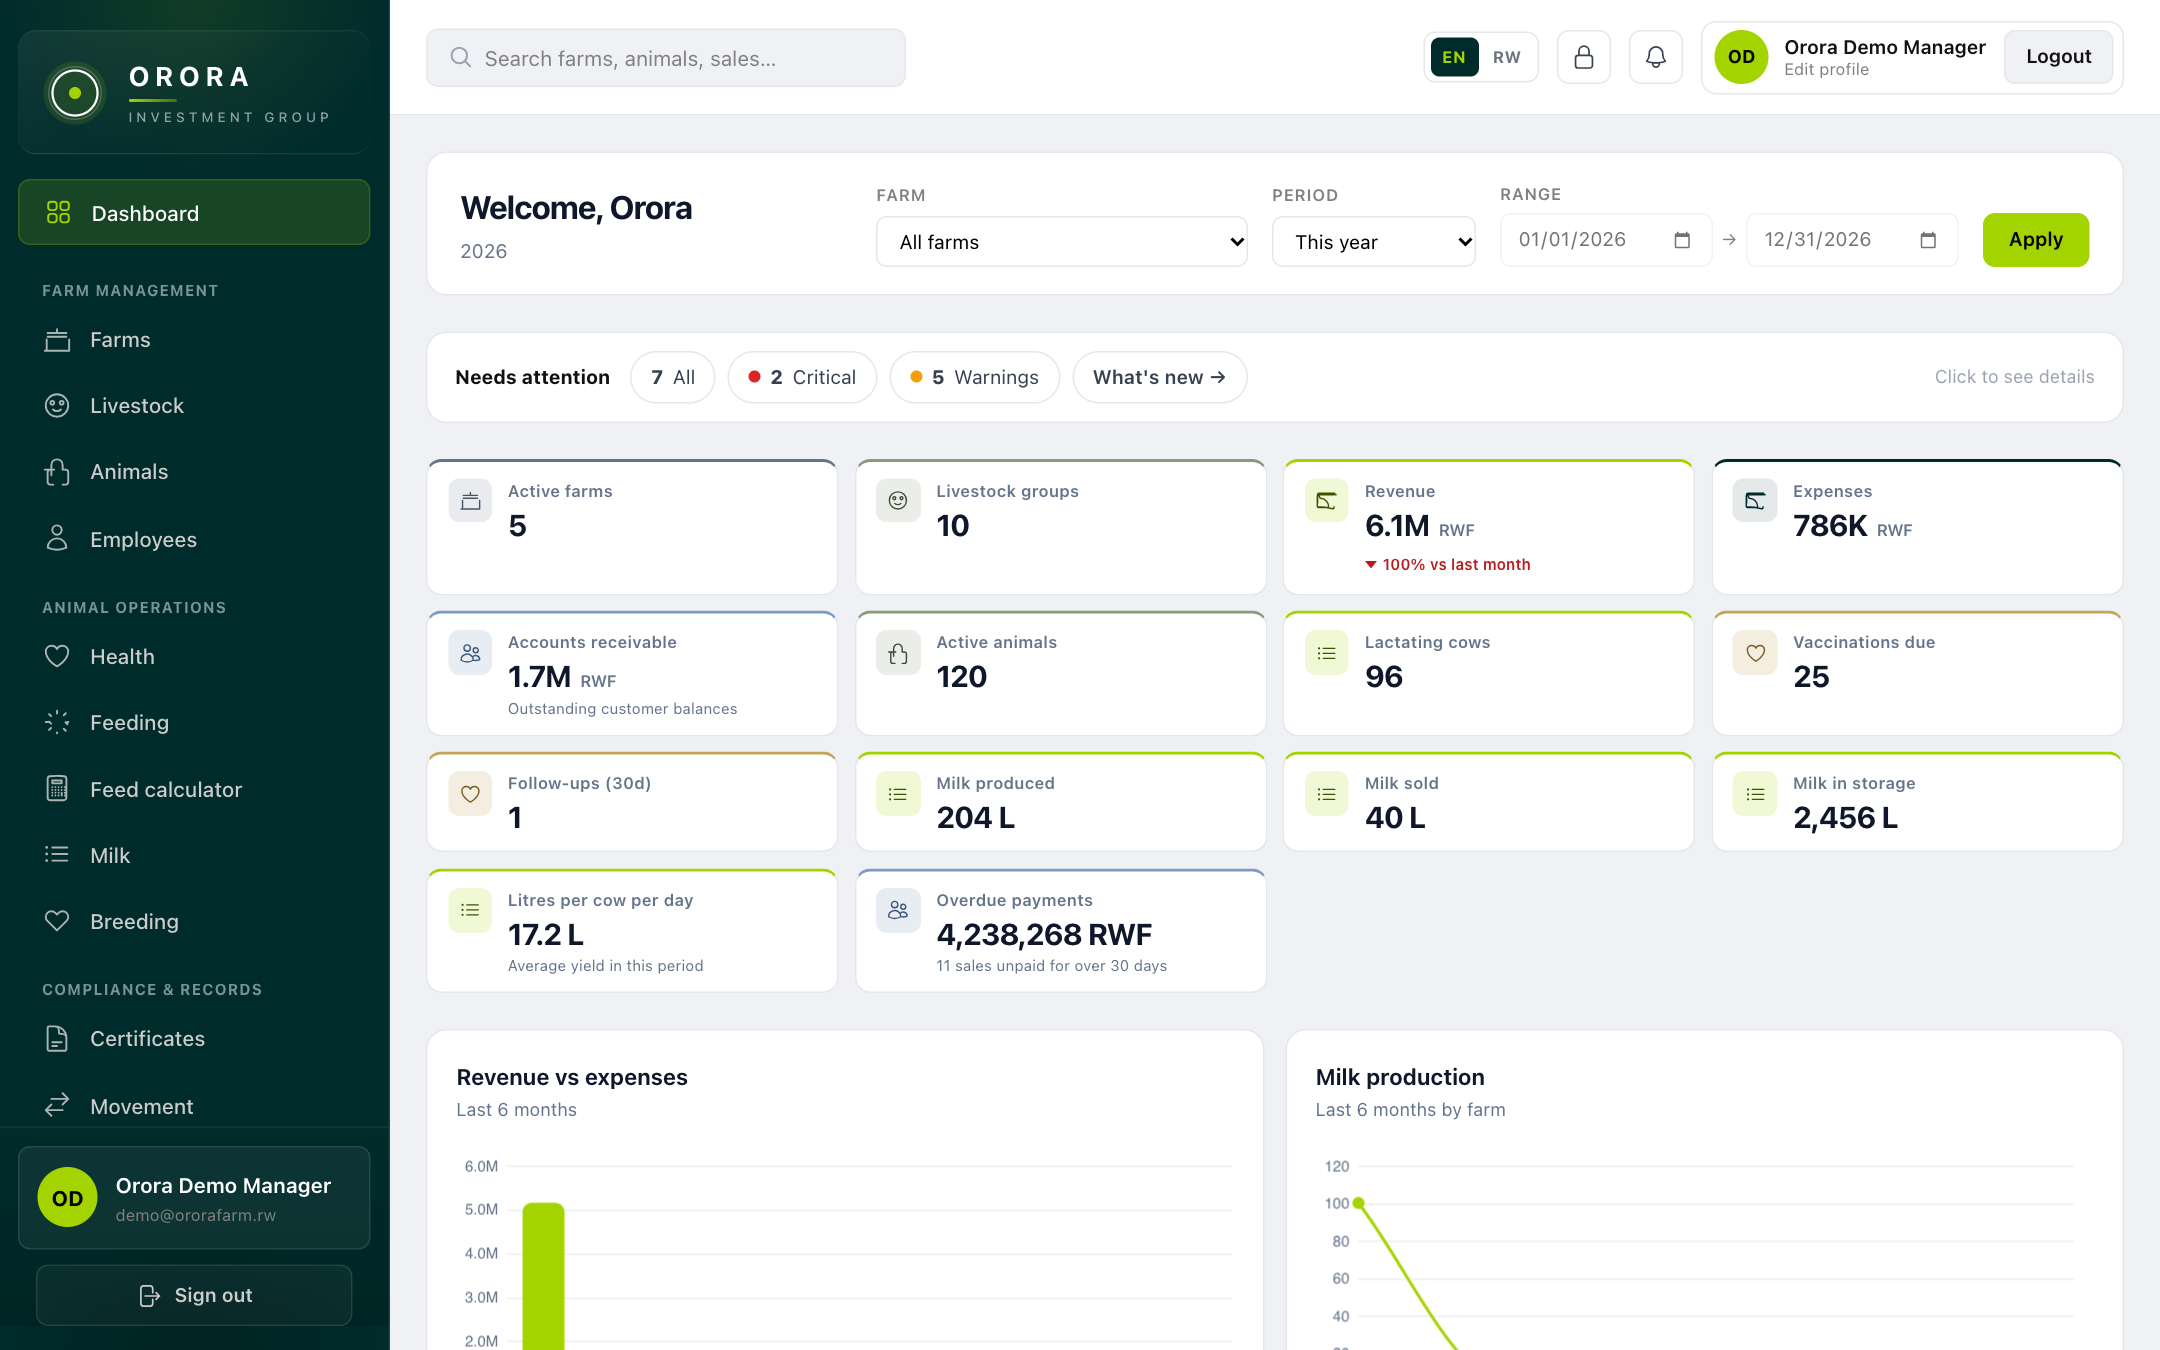 ORORA
INVESTMENT GROUP
Dashboard
FARM MANAGEMENT
Farms
Livestock
Animals
Employees
ANIMAL OPERATIONS
Health
Feeding
Feed calculator
Milk
Breeding
COMPLIANCE & RECORDS
Certificates
Movement
OD
Orora Demo Manager
demo@ororafarm.rw
Sign out
Search farms, animals, sales...
EN RW
OD
Orora Demo Manager
Edit profile
Logout
Welcome, Orora
2026
FARM
All farms
PERIOD
This year
RANGE
01/01/2026 → 12/31/2026
Apply
Needs attention
7 All
2 Critical
5 Warnings
What's new →
Click to see details
Active farms
5
Livestock groups
10
Revenue
6.1M RWF
▼ 100% vs last month
Expenses
786K RWF
Accounts receivable
1.7M RWF
Outstanding customer balances
Active animals
120
Lactating cows
96
Vaccinations due
25
Follow-ups (30d)
1
Milk produced
204 L
Milk sold
40 L
Milk in storage
2,456 L
Litres per cow per day
17.2 L
Average yield in this period
Overdue payments
4,238,268 RWF
11 sales unpaid for over 30 days
Revenue vs expenses
Last 6 months
6.0M
5.0M
4.0M
3.0M
2.0M
Milk production
Last 6 months by farm
120
100
80
60
40